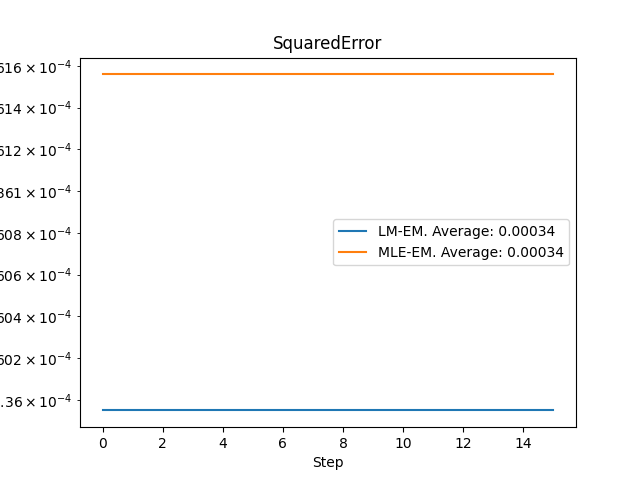 SquaredError
616 × 10⁻⁴
614 × 10⁻⁴
612 × 10⁻⁴
361 × 10⁻⁴
608 × 10⁻⁴
606 × 10⁻⁴
604 × 10⁻⁴
602 × 10⁻⁴
.36 × 10⁻⁴
LM-EM. Average: 0.00034
MLE-EM. Average: 0.00034
0 2 4 6 8 10 12 14
Step